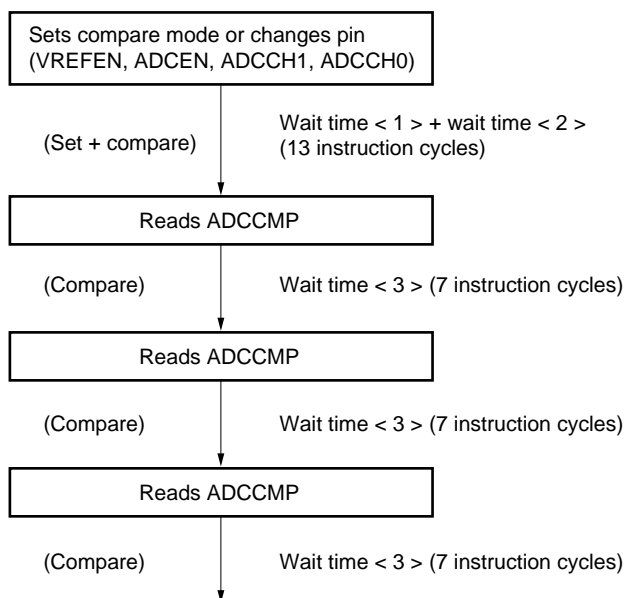 Sets compare mode or changes pin
(VREFEN, ADCEN, ADCCH1, ADCCH0)
(Set + compare)
Wait time < 1 > + wait time < 2 >
(13 instruction cycles)
Reads ADCCMP
(Compare)
Wait time < 3 > (7 instruction cycles)
Reads ADCCMP
(Compare)
Wait time < 3 > (7 instruction cycles)
Reads ADCCMP
(Compare)
Wait time < 3 > (7 instruction cycles)